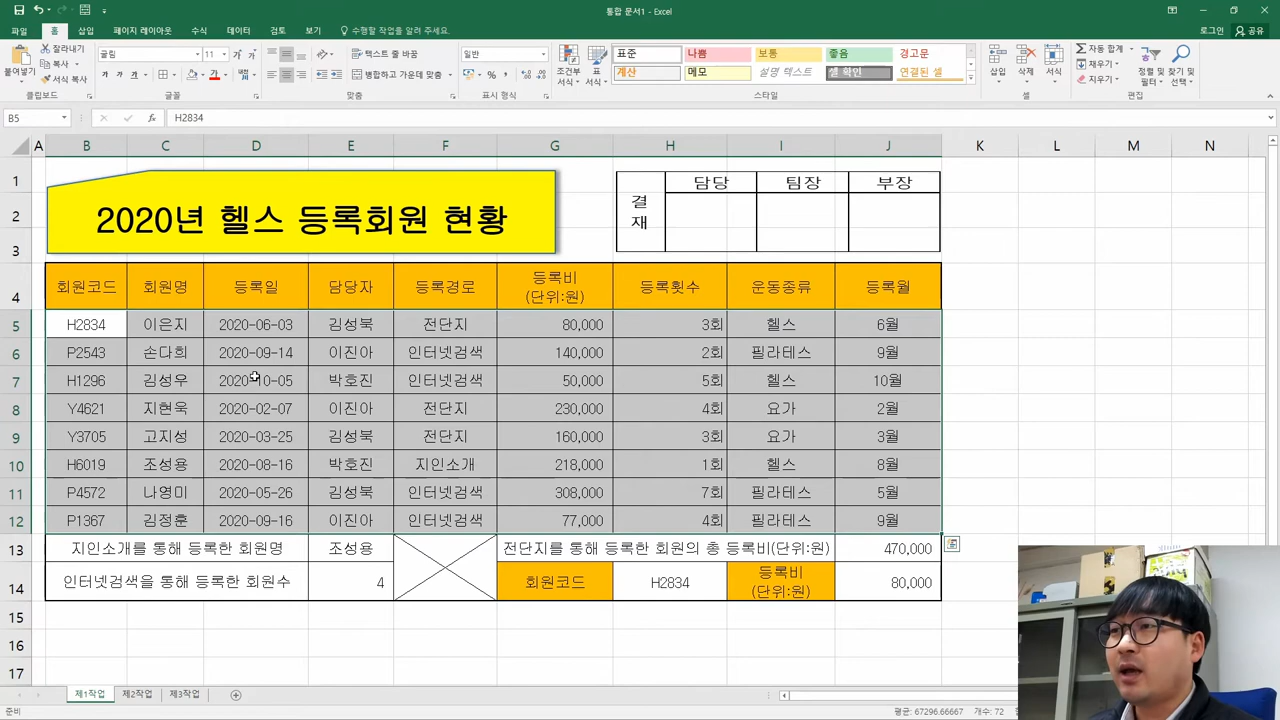 통합 문서1 - Excel
파일 홈 삽입 페이지 레이아웃 수식 데이터 검토 보기 수행할 작업을 알려 주세요. 로그인 공유
잘라내기
복사
서식 복사
붙여넣기
굴림 11
텍스트 줄 바꿈
병합하고 가운데 맞춤
일반
조건부 서식
표 서식
표준 나쁨 보통 좋음 경고문
계산 메모 설명 텍스트 셀 확인 연결된 셀
삽입 삭제 서식
자동 합계
채우기
지우기
정렬 및 필터
찾기 및 선택
클립보드 글꼴 맞춤 표시 형식 스타일 셀 편집
B5 H2834
A B C D E F G H I J K L M N
1 담당 팀장 부장
2 2020년 헬스 등록회원 현황 결재
3
4 회원코드 회원명 등록일 담당자 등록경로 등록비 (단위:원) 등록횟수 운동종류 등록월
5 H2834 이은지 2020-06-03 김성북 전단지 80,000 3회 헬스 6월
6 P2543 손다희 2020-09-14 이진아 인터넷검색 140,000 2회 필라테스 9월
7 H1296 김성우 2020-10-05 박호진 인터넷검색 50,000 5회 헬스 10월
8 Y4621 지현욱 2020-02-07 이진아 전단지 230,000 4회 요가 2월
9 Y3705 고지성 2020-03-25 김성북 전단지 160,000 3회 요가 3월
10 H6019 조성용 2020-08-16 박호진 지인소개 218,000 1회 헬스 8월
11 P4572 나영미 2020-05-26 김성북 인터넷검색 308,000 7회 필라테스 5월
12 P1367 김정훈 2020-09-16 이진아 인터넷검색 77,000 4회 필라테스 9월
13 지인소개를 통해 등록한 회원명 조성용 전단지를 통해 등록한 회원의 총 등록비(단위:원) 470,000
14 인터넷검색을 통해 등록한 회원수 4 회원코드 H2834 등록비 (단위:원) 80,000
15
16
17
제1작업 제2작업 제3작업
준비 평균: 67296.66667 개수: 72